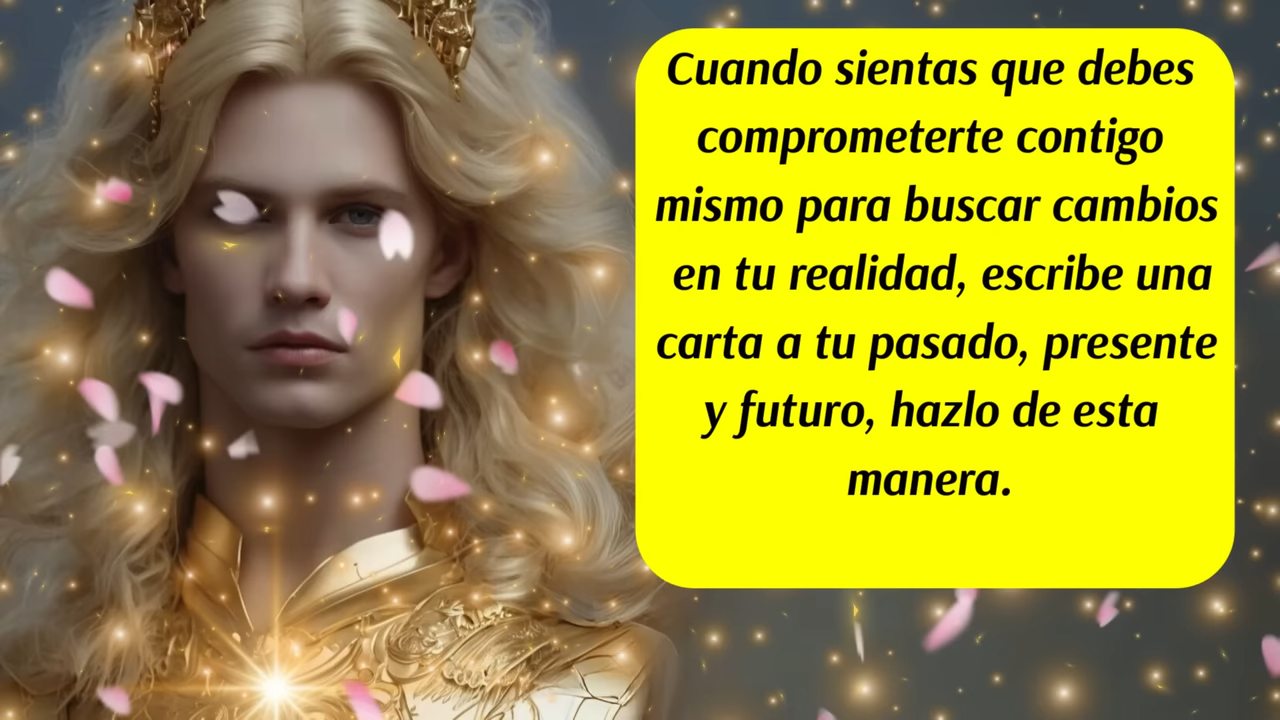 Cuando sientas que debes
comprometerte contigo
mismo para buscar cambios
en tu realidad, escribe una
carta a tu pasado, presente
y futuro, hazlo de esta
manera.